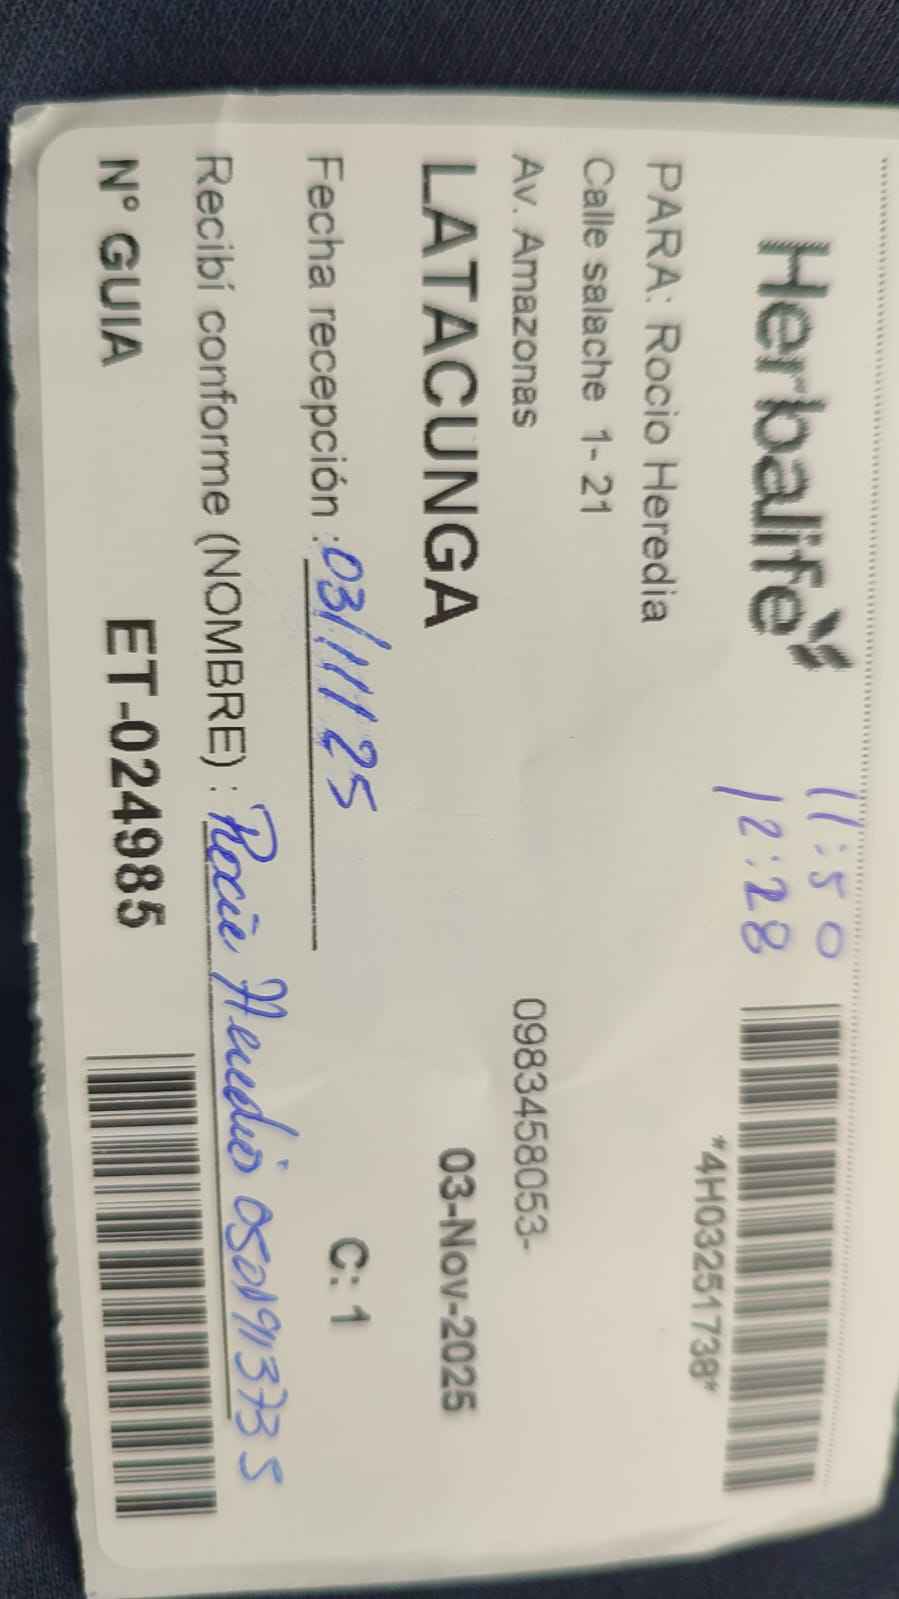 Herbalife
11:50
12:28
*4H03251738*
PARA: Rocio Heredia
Calle salache 1- 21
Av. Amazonas 0983458053-
LATACUNGA 03-Nov-2025
Fecha recepción : 03/11/25 C: 1
Recibí conforme (NOMBRE) : Rocio Heredia 0501913735
N° GUIA ET-024985